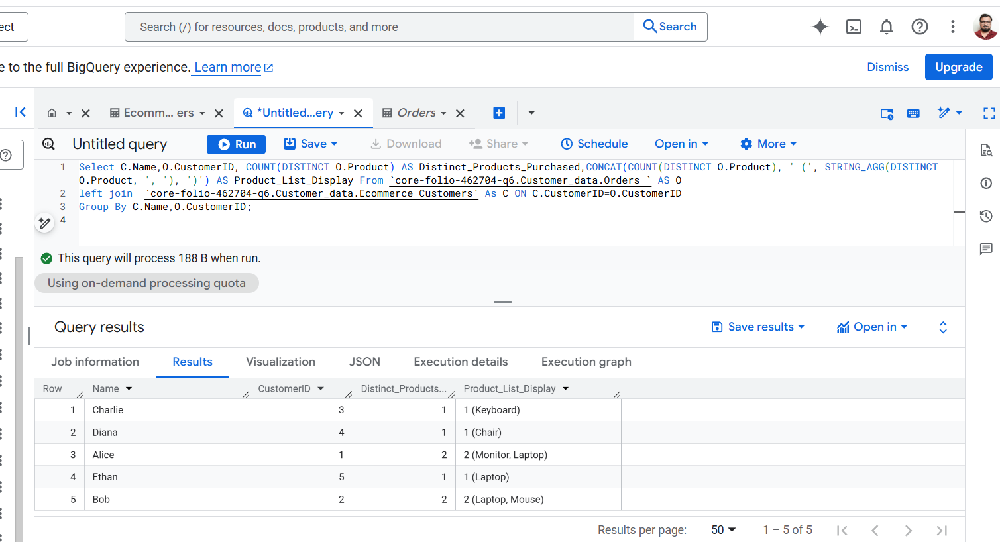 ect
Search (/) for resources, docs, products, and more
Search
e to the full BigQuery experience. Learn more
Dismiss
Upgrade
Ecomm... ers
*Untitled...ery
Orders
Untitled query
Run
Save
Download
Share
Schedule
Open in
More
1 Select C.Name,O.CustomerID, COUNT(DISTINCT O.Product) AS Distinct_Products_Purchased,CONCAT(COUNT(DISTINCT O.Product), ' (', STRING_AGG(DISTINCT
O.Product, ', '), ')') AS Product_List_Display From `core-folio-462704-q6.Customer_data.Orders ` AS O
2 left join `core-folio-462704-q6.Customer_data.Ecommerce Customers` As C ON C.CustomerID=O.CustomerID
3 Group By C.Name,O.CustomerID;
4
This query will process 188 B when run.
Using on-demand processing quota
Query results
Save results
Open in
Job information Results Visualization JSON Execution details Execution graph
Row Name CustomerID Distinct_Products... Product_List_Display
1 Charlie 3 1 1 (Keyboard)
2 Diana 4 1 1 (Chair)
3 Alice 1 2 2 (Monitor, Laptop)
4 Ethan 5 1 1 (Laptop)
5 Bob 2 2 2 (Laptop, Mouse)
Results per page: 50 1 – 5 of 5